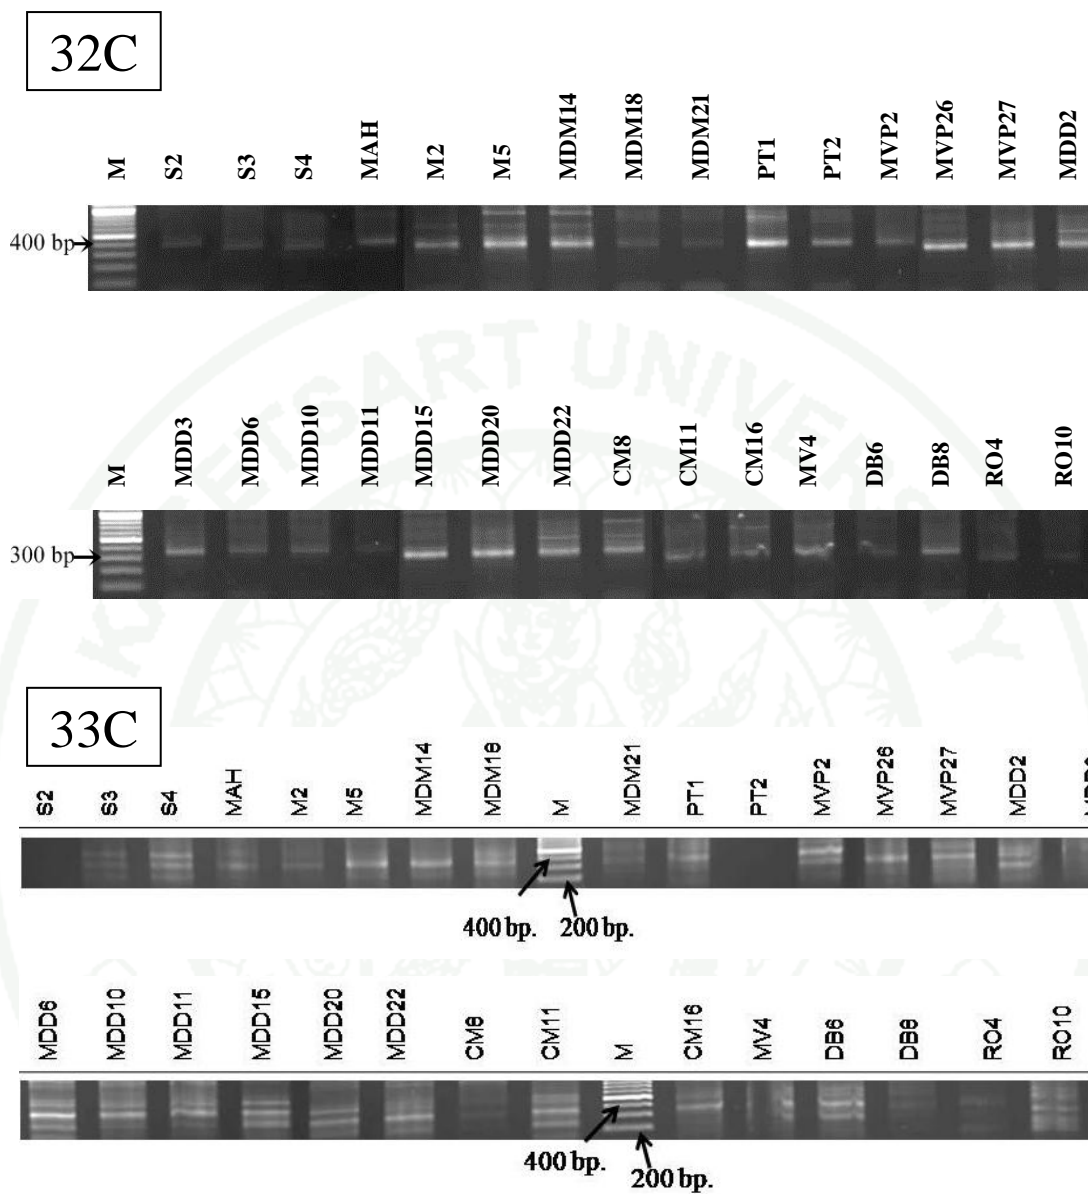 32C
M S2 S3 S4 MAH M2 M5 MDM14 MDM18 MDM21 PT1 PT2 MVP2 MVP26 MVP27 MDD2
400 bp
KASETSART UNIVERSITY
M MDD3 MDD6 MDD10 MDD11 MDD15 MDD20 MDD22 CM8 CM11 CM16 MV4 DB6 DB8 RO4 RO10
300 bp
33C
S2 S3 S4 MAH M2 M5 MDM14 MDM18 M MDM21 PT1 PT2 MVP2 MVP26 MVP27 MDD2
400 bp. 200 bp.
MDD6 MDD10 MDD11 MDD15 MDD20 MDD22 CM8 CM11 M CM16 MV4 DB6 DB8 RO4 RO10
400 bp.
200 bp.